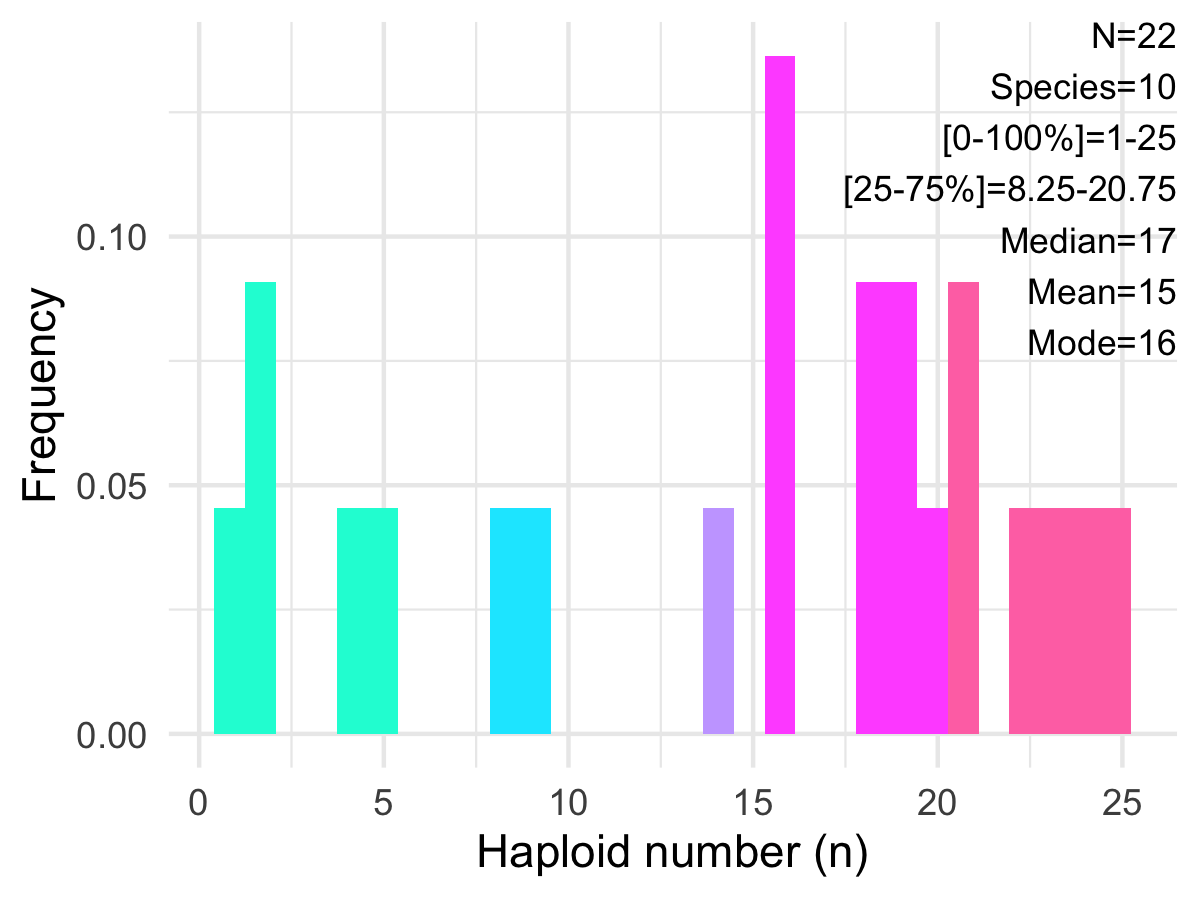 N=22
Species=10
[0-100%]=1-25
[25-75%]=8.25-20.75
Median=17
Mean=15
Mode=16
Frequency
0.10
0.05
0.00
0 5 10 15 20 25
Haploid number (n)